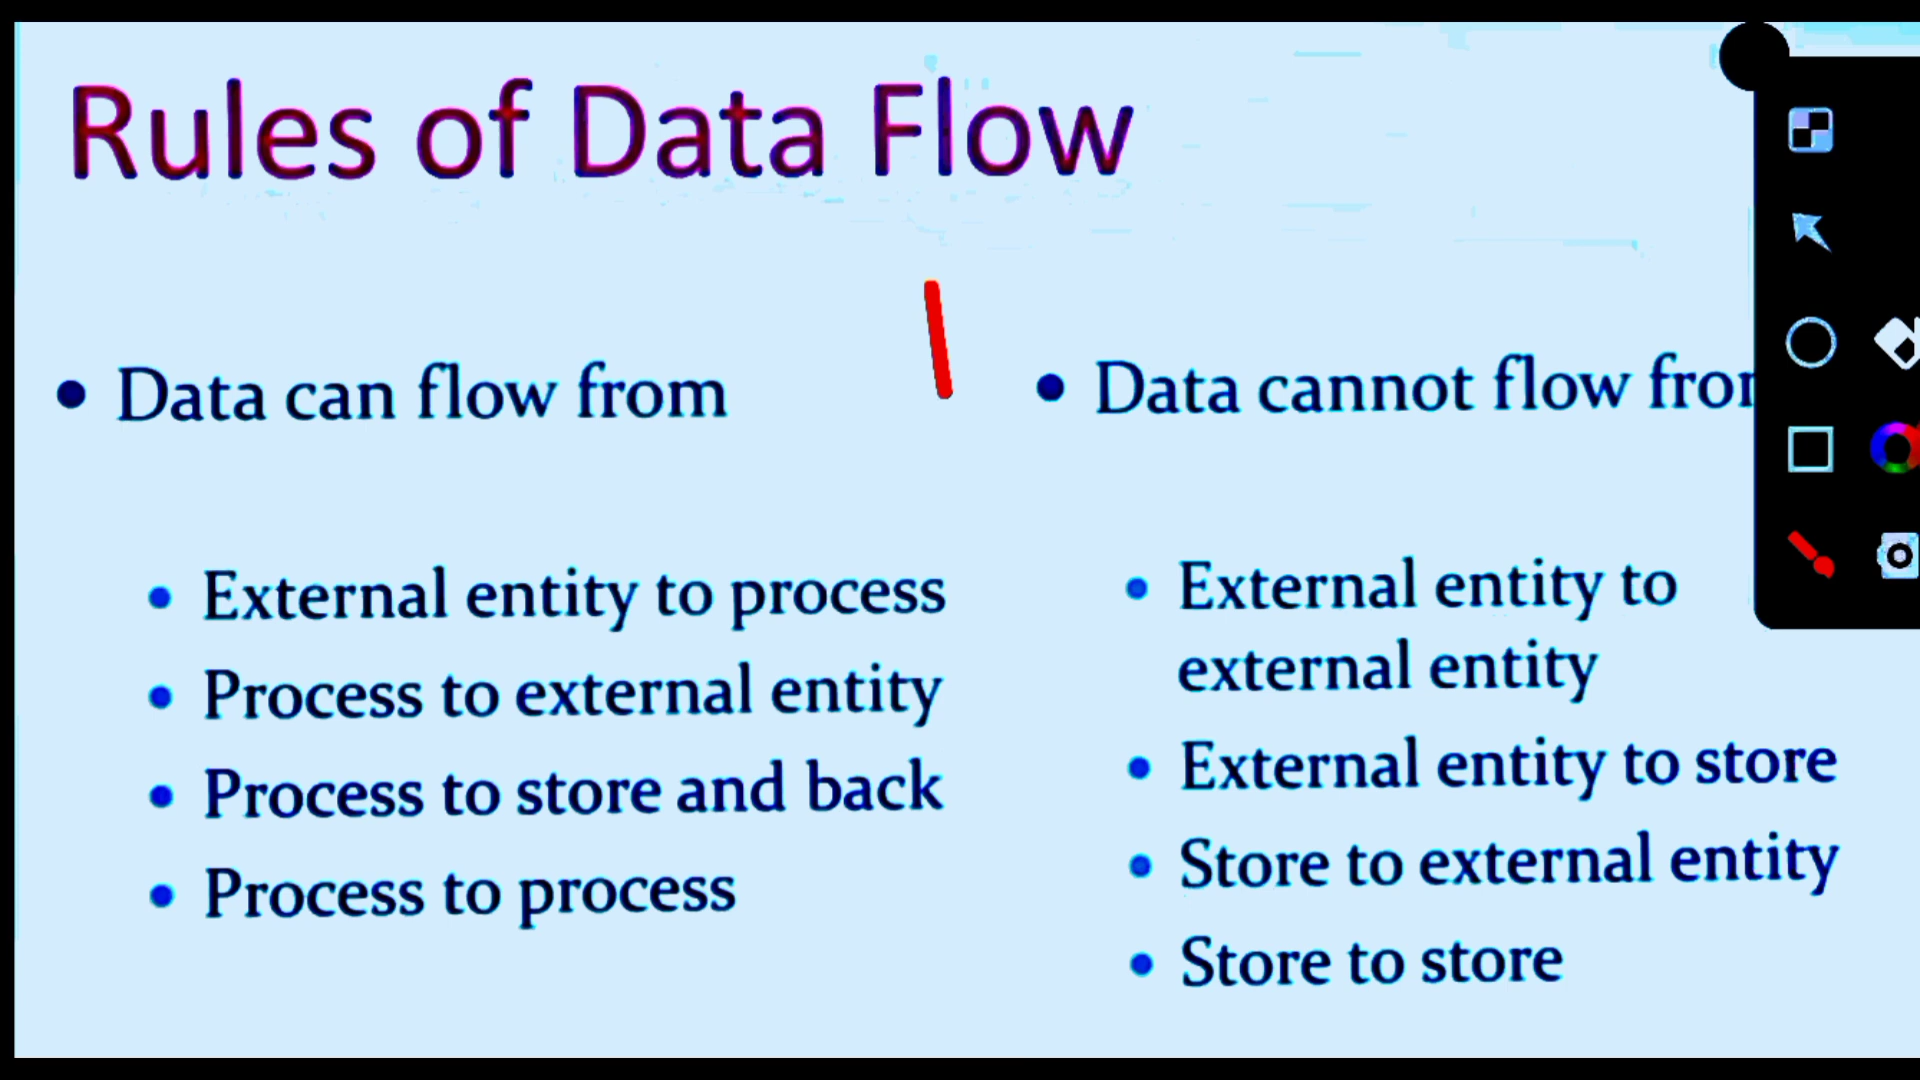 Rules of Data Flow
• Data can flow from
• External entity to process
• Process to external entity
• Process to store and back
• Process to process
• Data cannot flow
• External entity to
external entity
• External entity to store
• Store to external entity
• Store to store